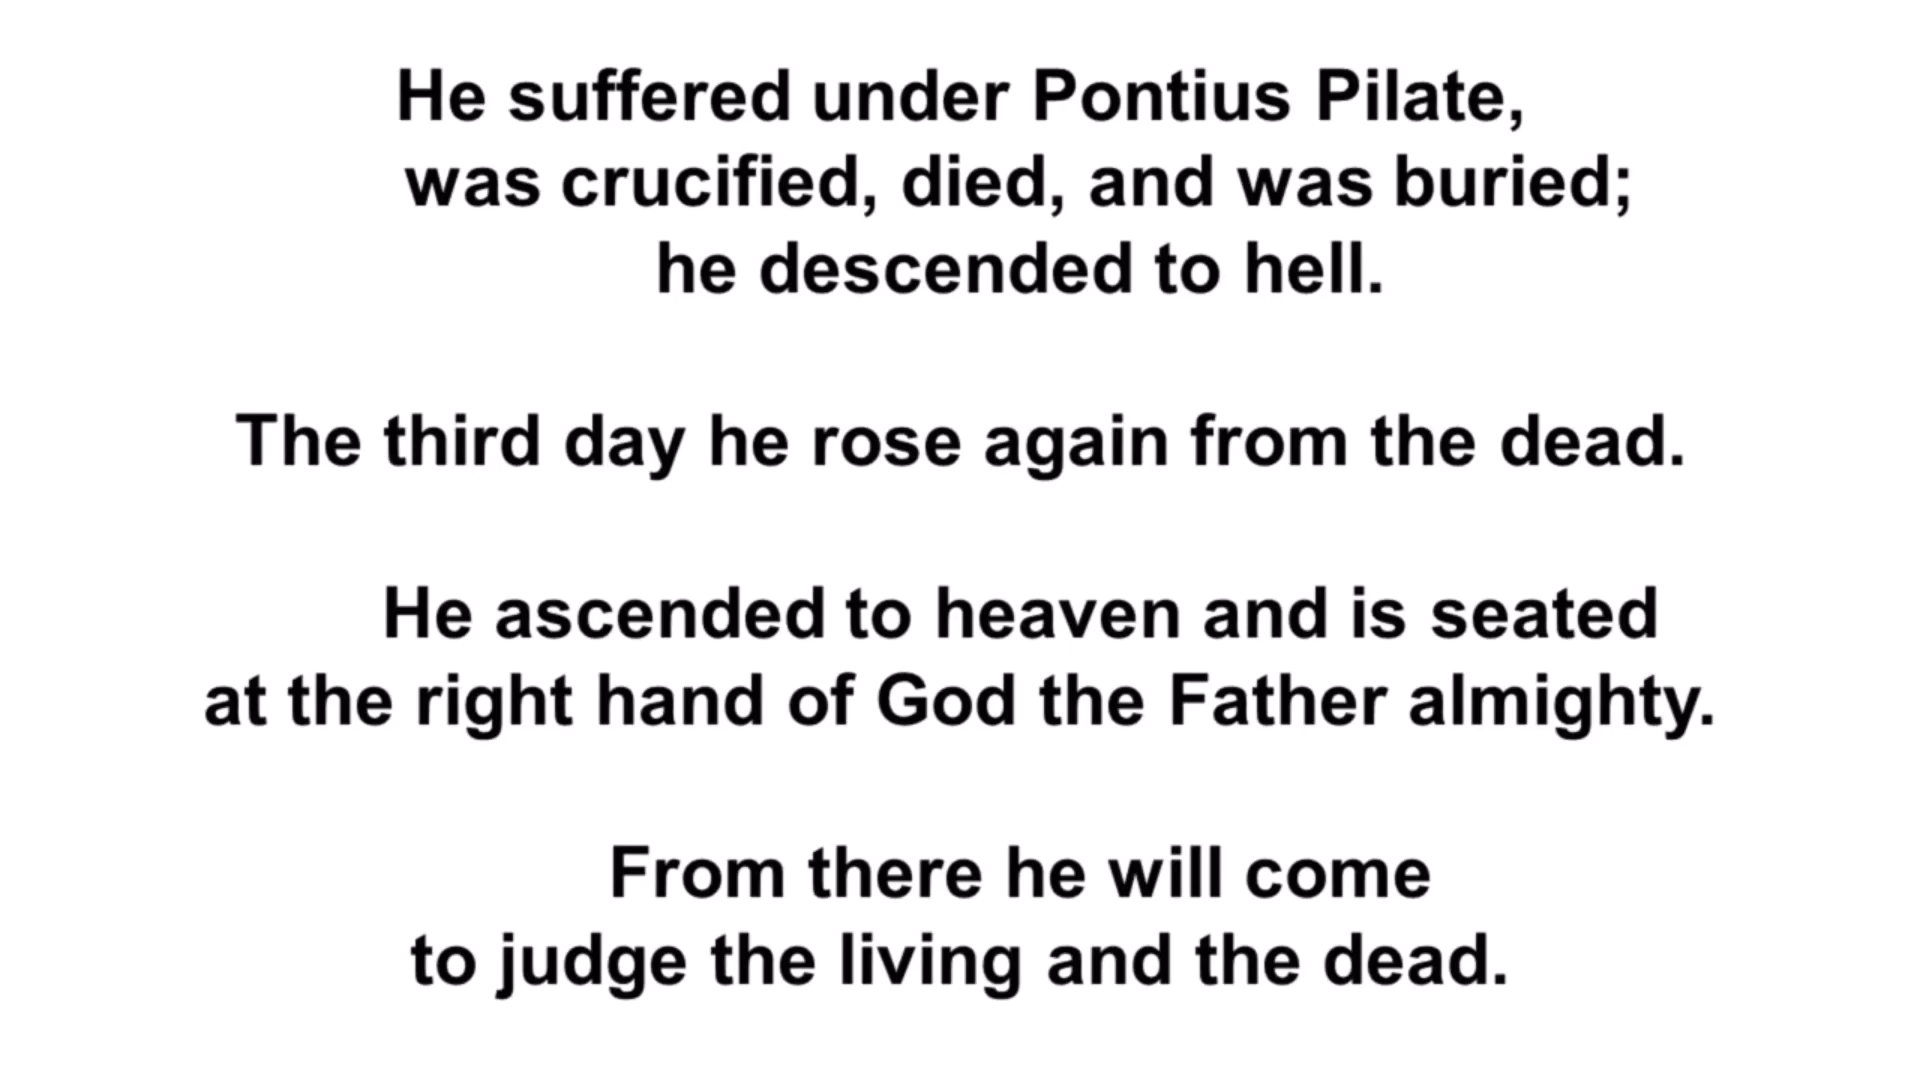 He suffered under Pontius Pilate,
was crucified, died, and was buried;
he descended to hell.
The third day he rose again from the dead.
He ascended to heaven and is seated
at the right hand of God the Father almighty.
From there he will come
to judge the living and the dead.